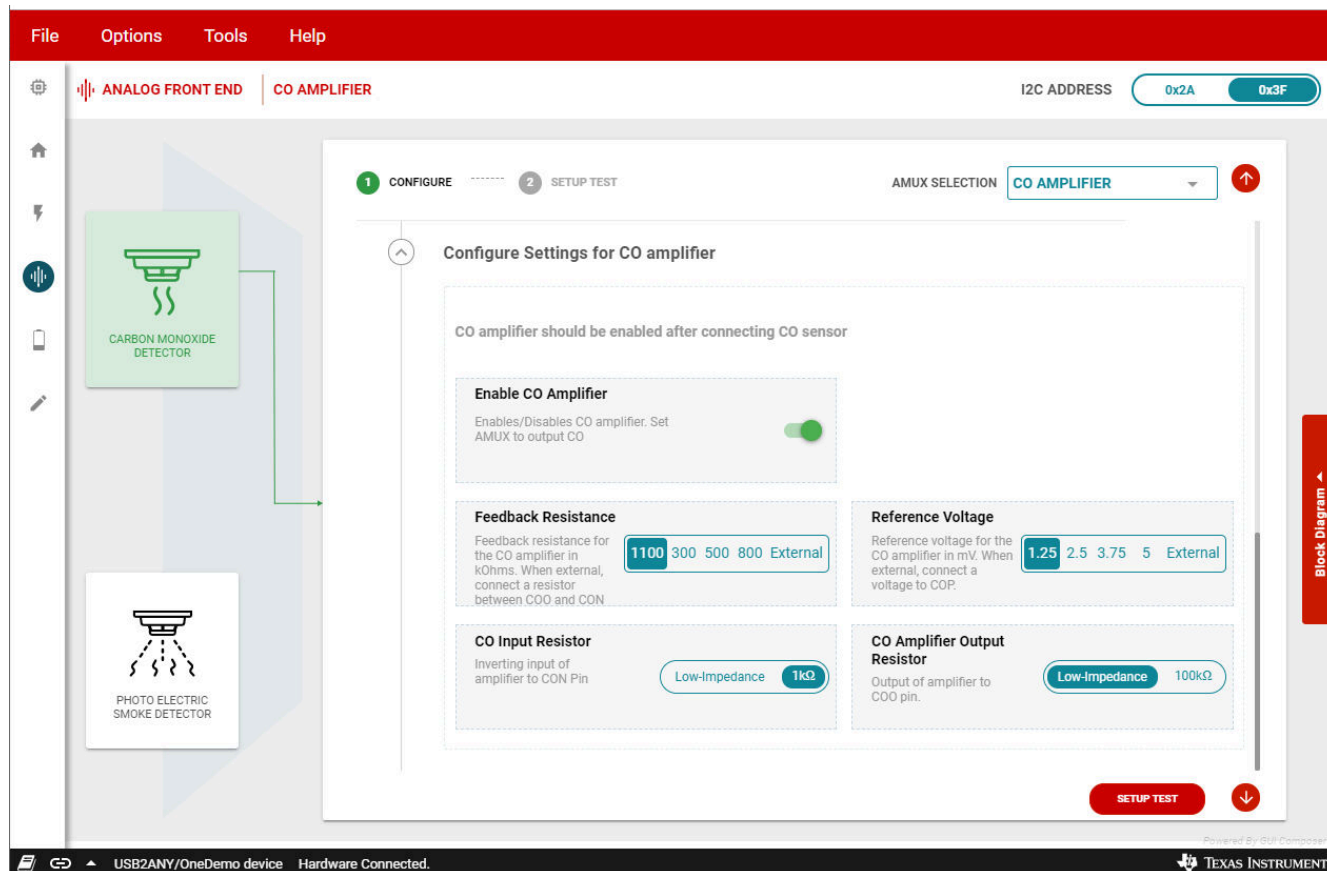 File Options Tools Help
ANALOG FRONT END CO AMPLIFIER I2C ADDRESS 0x2A 0x3F
1 CONFIGURE ------ 2 SETUP TEST AMUX SELECTION CO AMPLIFIER
Configure Settings for CO amplifier
CO amplifier should be enabled after connecting CO sensor
CARBON MONOXIDE
DETECTOR
Enable CO Amplifier
Enables/Disables CO amplifier. Set
AMUX to output CO
Feedback Resistance
Feedback resistance for
the CO amplifier in
kOhms. When external,
connect a resistor
between COO and CON
1100 300 500 800 External
Reference Voltage
Reference voltage for the
CO amplifier in mV. When
external, connect a
voltage to COP.
1.25 2.5 3.75 5 External
Block Diagram
CO Input Resistor
Inverting input of
amplifier to CON Pin
Low-Impedance 1kΩ
CO Amplifier Output
Resistor
Output of amplifier to
COO pin.
Low-Impedance 100kΩ
PHOTO ELECTRIC
SMOKE DETECTOR
SETUP TEST
Powered By GUI Composer
USB2ANY/OneDemo device Hardware Connected.
TEXAS INSTRUMENT